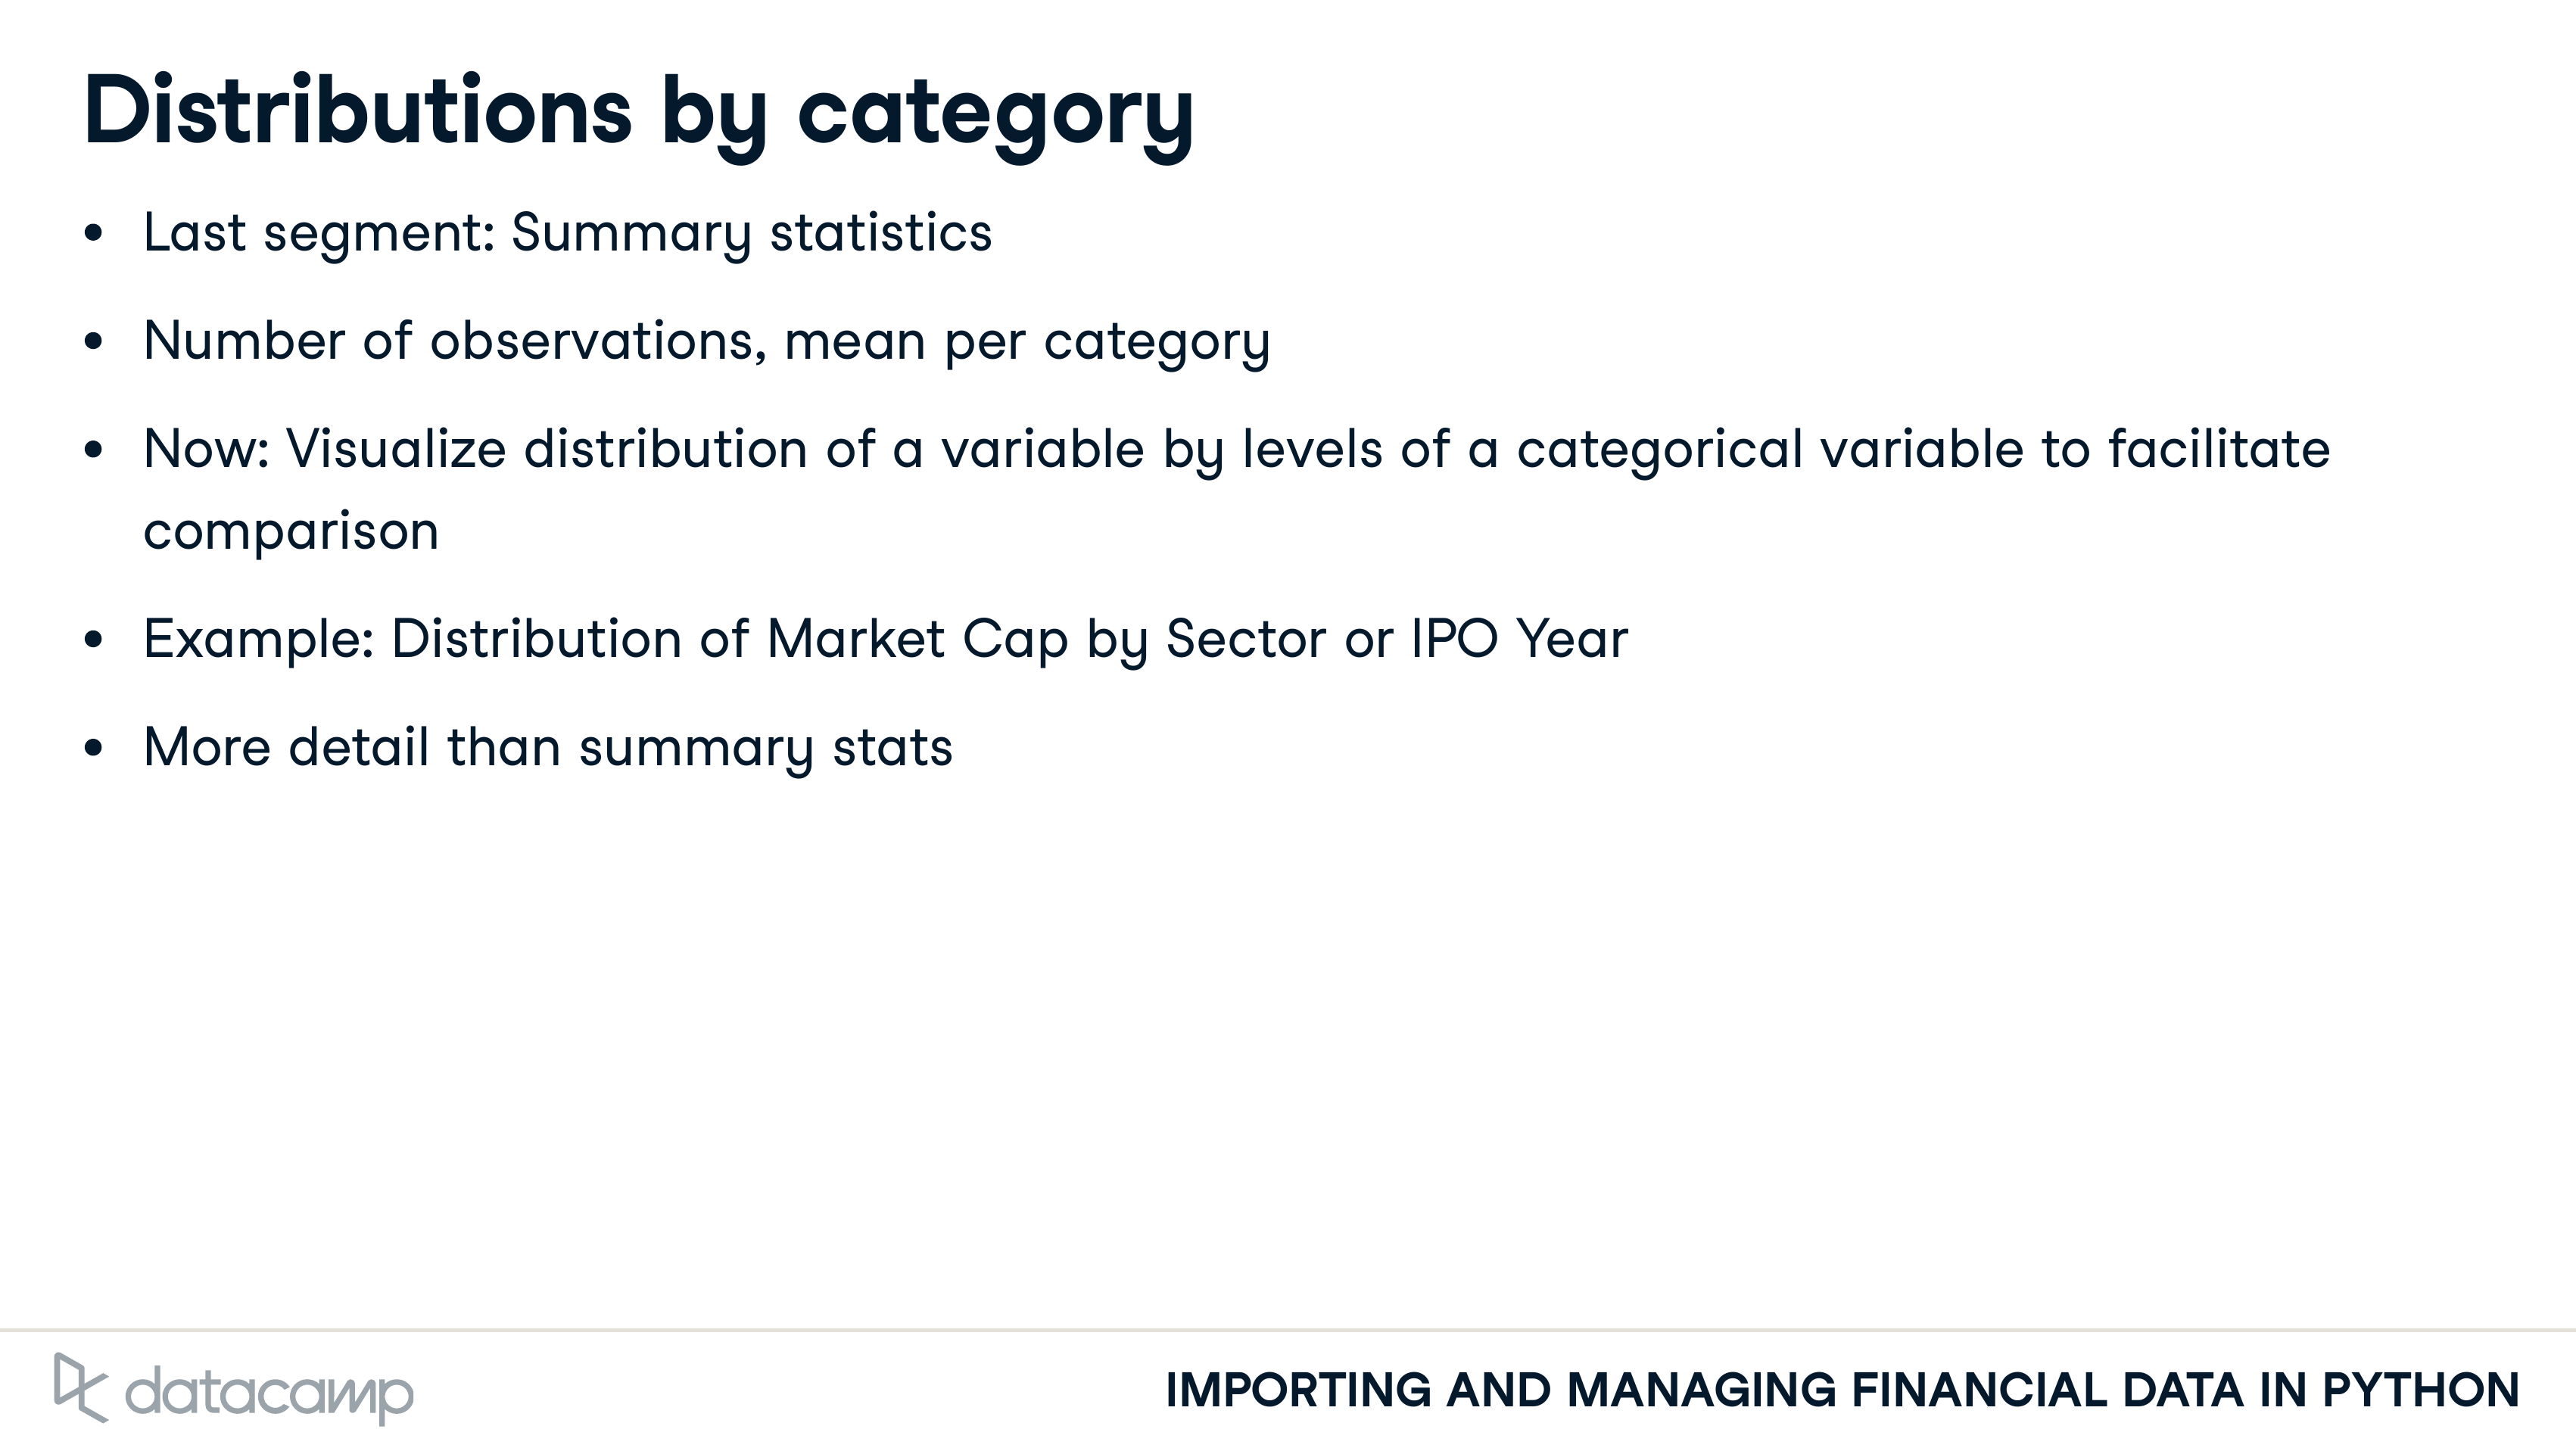 Distributions by category
• Last segment: Summary statistics
• Number of observations, mean per category
• Now: Visualize distribution of a variable by levels of a categorical variable to facilitate
comparison
• Example: Distribution of Market Cap by Sector or IPO Year
• More detail than summary stats
datacamp
IMPORTING AND MANAGING FINANCIAL DATA IN PYTHON